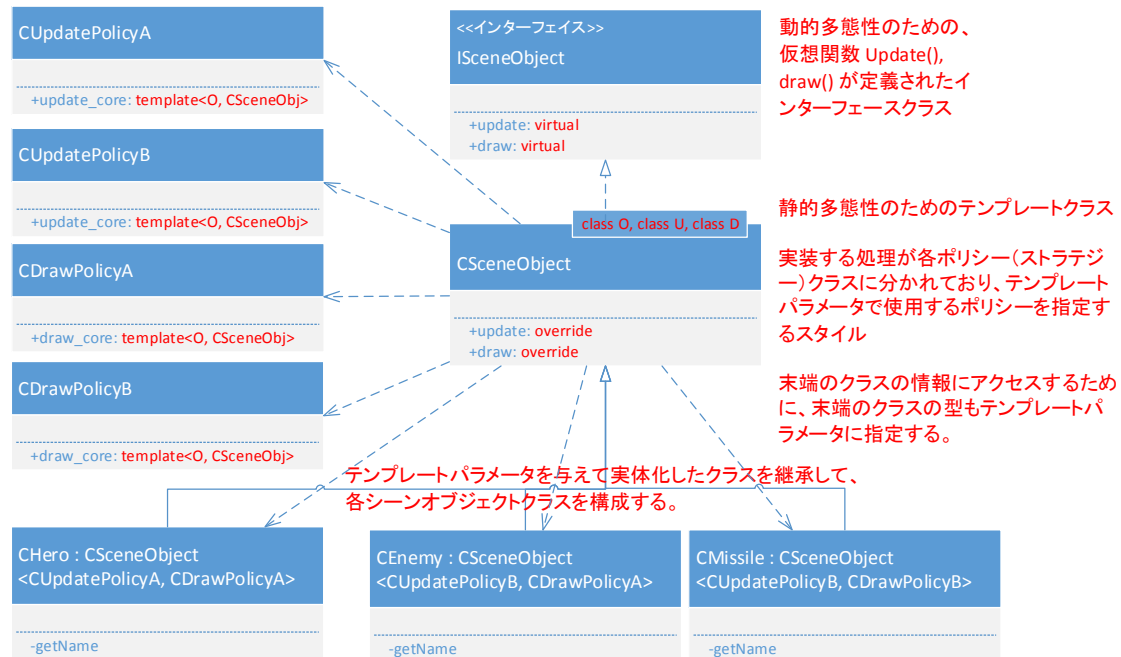 CUpdatePolicyA
+update_core: template<O, CSceneObj>
CUpdatePolicyB
+update_core: template<O, CSceneObj>
CDrawPolicyA
+draw_core: template<O, CSceneObj>
CDrawPolicyB
+draw_core: template<O, CSceneObj>
<<インターフェイス>>
ISceneObject
+update: virtual
+draw: virtual
動的多態性のための、
仮想関数 Update(),
draw() が定義されたイ
ンターフェースクラス
class O, class U, class D
CSceneObject
+update: override
+draw: override
静的多態性のためのテンプレートクラス
実装する処理が各ポリシー(ストラテジ
ー)クラスに分かれており、テンプレート
パラメータで使用するポリシーを指定す
るスタイル
末端のクラスの情報にアクセスするため
に、末端のクラスの型もテンプレートパ
ラメータに指定する。
テンプレートパラメータを与えて実体化したクラスを継承して、
各シーンオブジェクトクラスを構成する。
CHero : CSceneObject
<CUpdatePolicyA, CDrawPolicyA>
-getName
CEnemy : CSceneObject
<CUpdatePolicyB, CDrawPolicyA>
-getName
CMissile : CSceneObject
<CUpdatePolicyB, CDrawPolicyB>
-getName